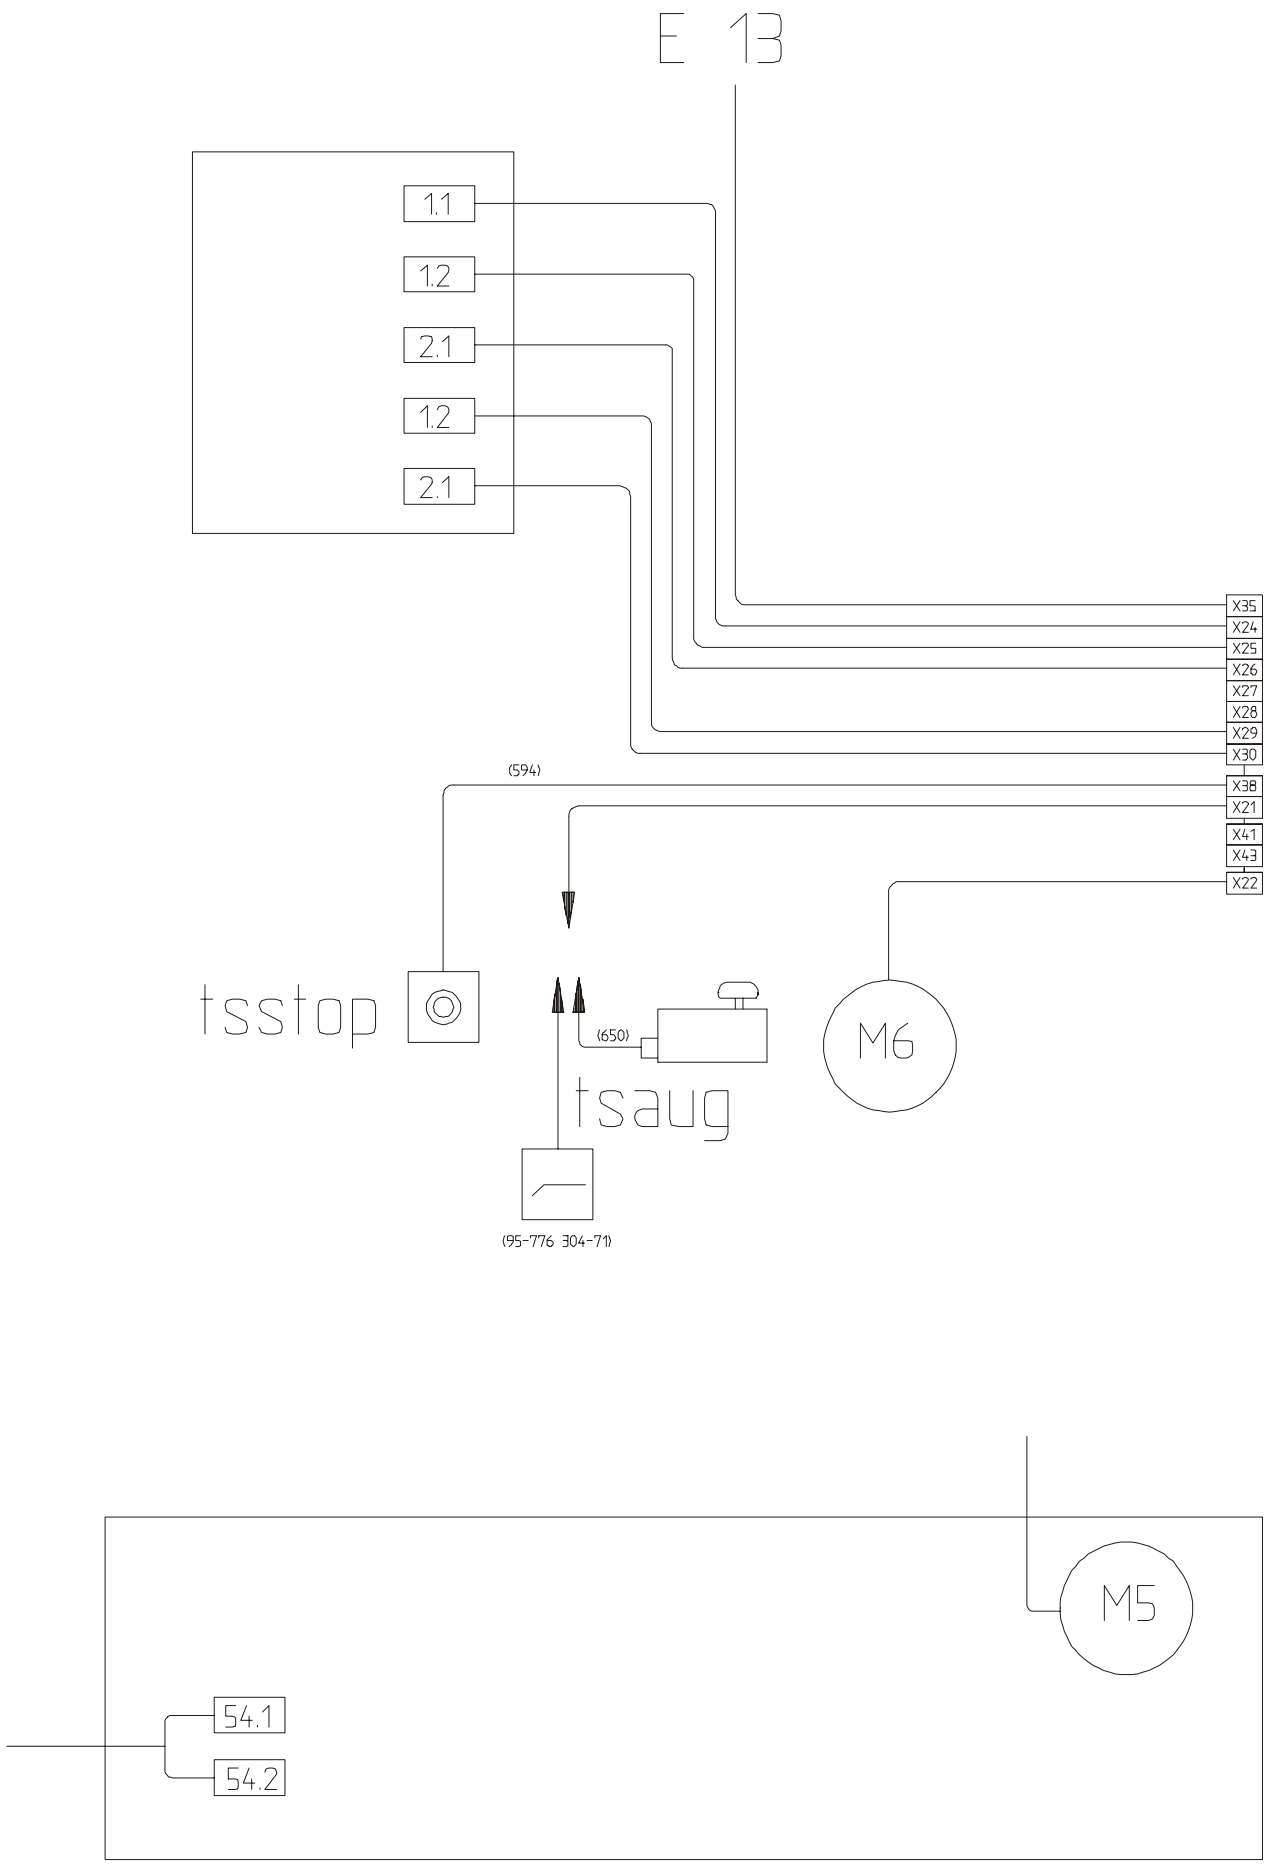 E 13
1.1
1.2
2.1
1.2
2.1
X35
X24
X25
X26
X27
X28
X29
X30
(594)
X38
X21
X41
X43
X22
tsstop
(650)
M6
tsaug
(95-776 304-71)
M5
54.1
54.2